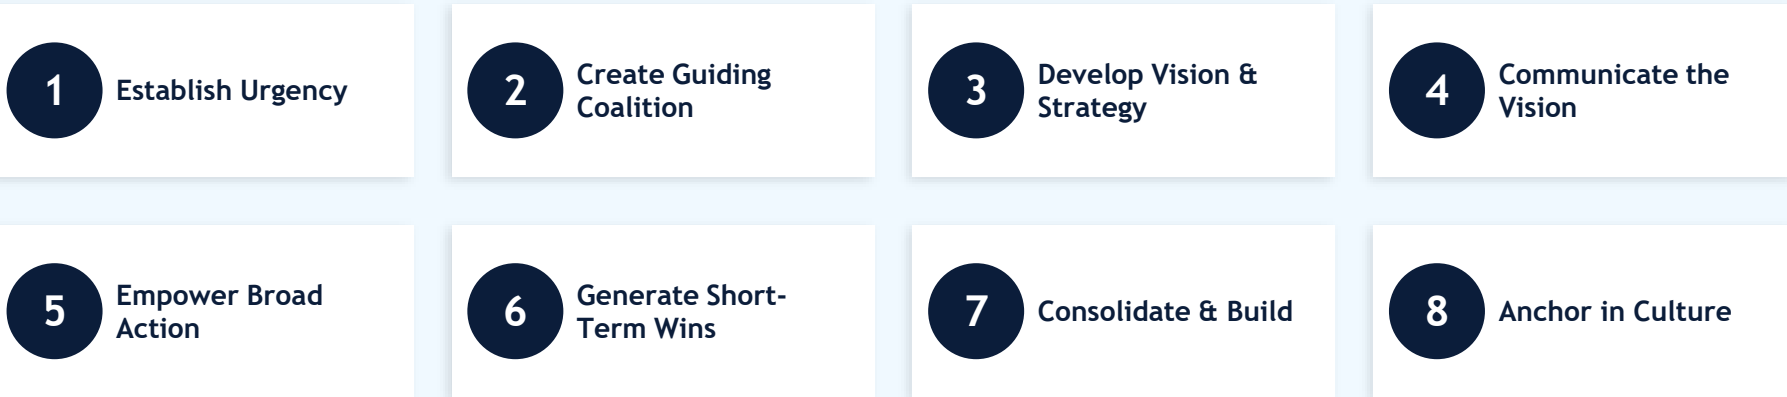 1
Establish Urgency
2
Create Guiding
Coalition
3
Develop Vision &
Strategy
4
Communicate the
Vision
5
Empower Broad
Action
6
Generate Short-
Term Wins
7
Consolidate & Build
8
Anchor in Culture